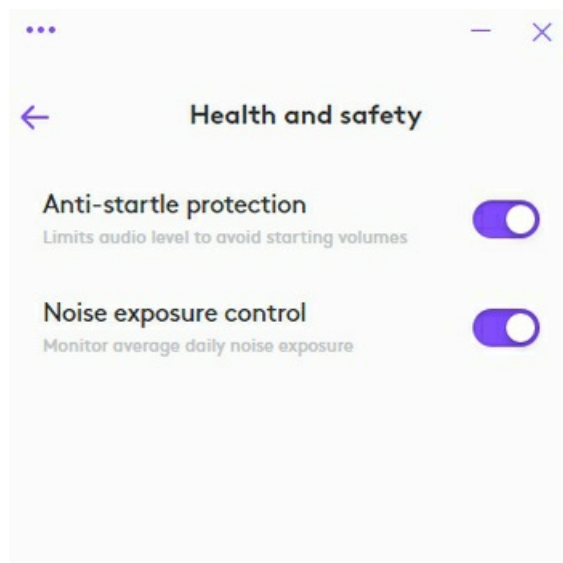 Health and safety
Anti-startle protection
Limits audio level to avoid starting volumes
Noise exposure control
Monitor average daily noise exposure